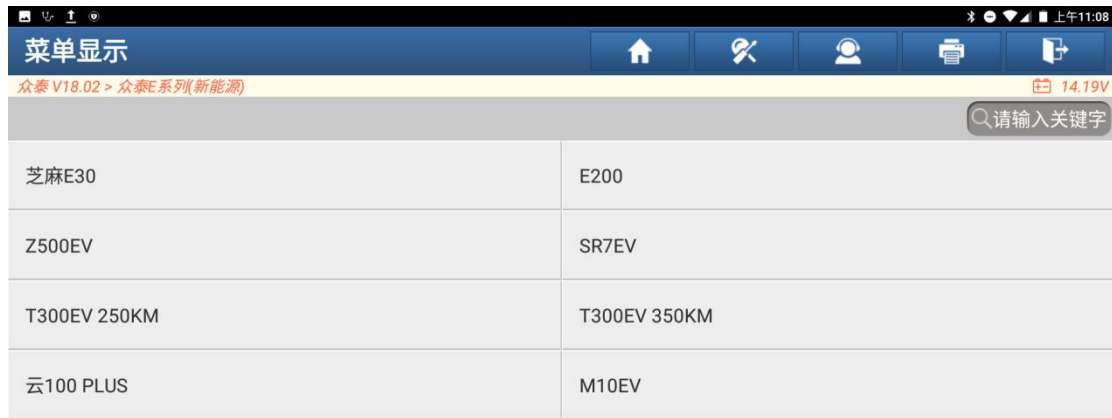 上午11:08
菜单显示
众泰 V18.02 > 众泰E系列(新能源)
14.19V
请输入关键字
芝麻E30
E200
Z500EV
SR7EV
T300EV 250KM
T300EV 350KM
云100 PLUS
M10EV